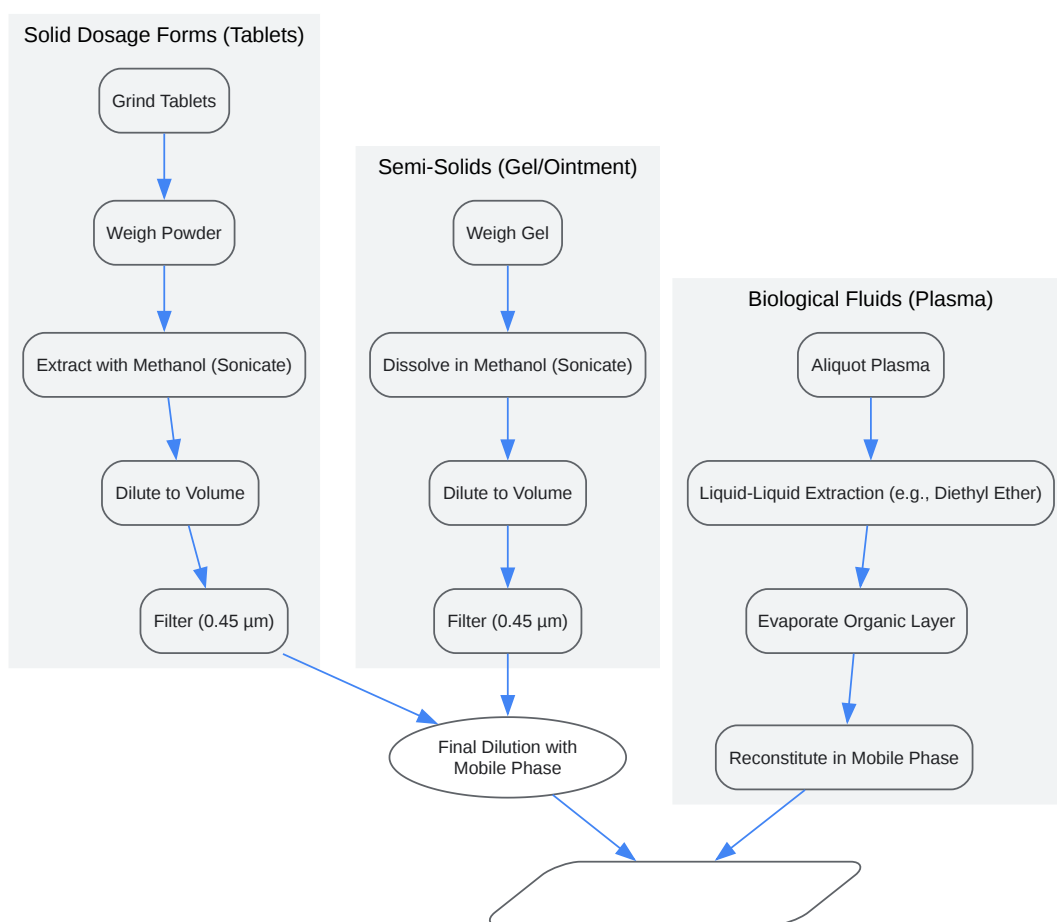 Solid Dosage Forms (Tablets)
Grind Tablets
Weigh Powder
Extract with Methanol (Sonicate)
Dilute to Volume
Filter (0.45 µm)
Semi-Solids (Gel/Ointment)
Weigh Gel
Dissolve in Methanol (Sonicate)
Dilute to Volume
Filter (0.45 µm)
Biological Fluids (Plasma)
Aliquot Plasma
Liquid-Liquid Extraction (e.g., Diethyl Ether)
Evaporate Organic Layer
Reconstitute in Mobile Phase
Final Dilution with
Mobile Phase